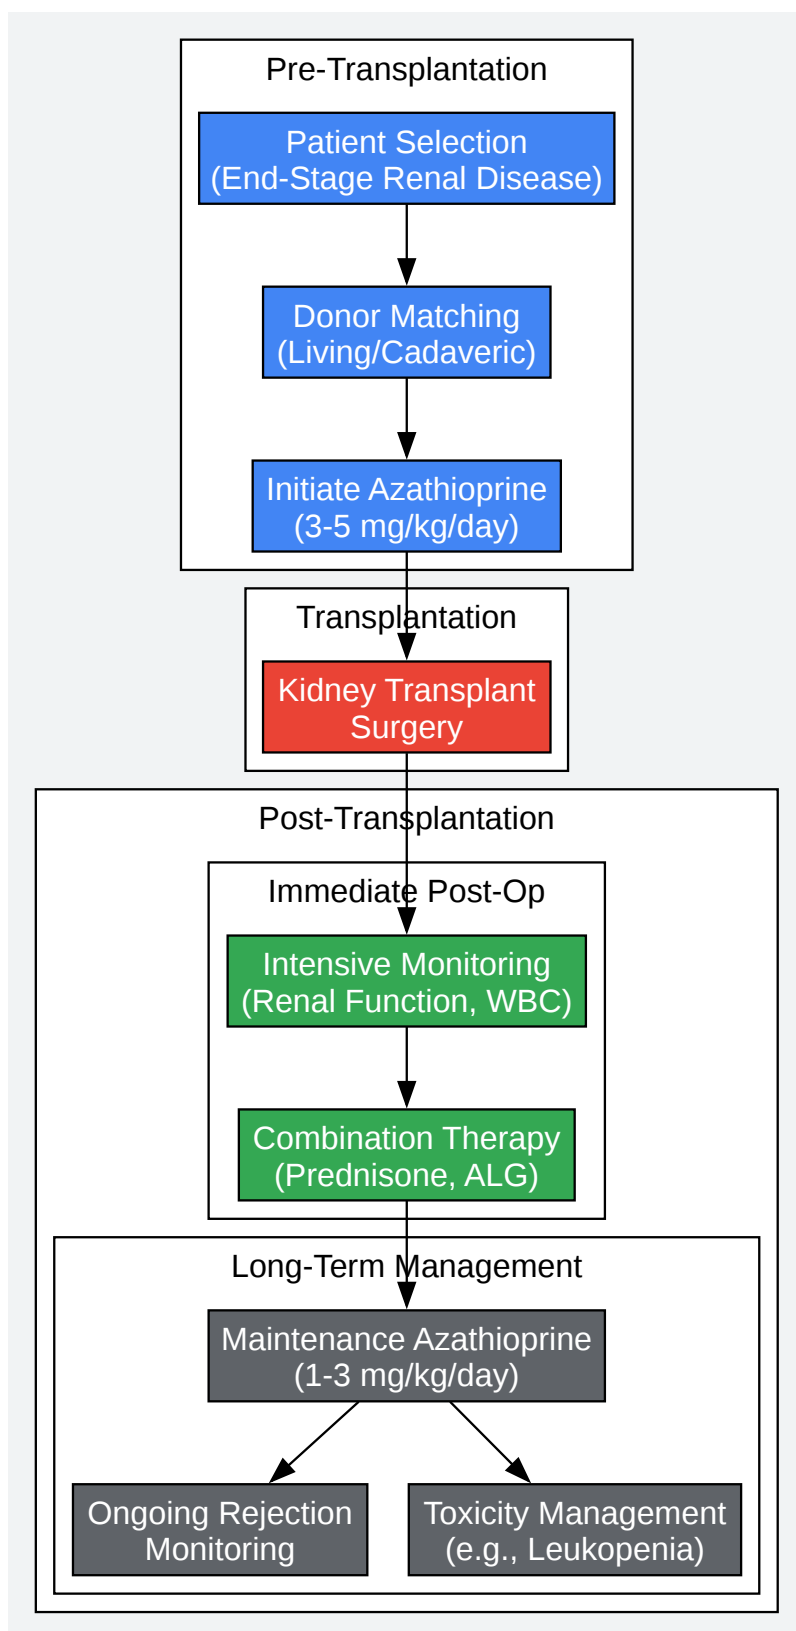 Pre-Transplantation
Patient Selection
(End-Stage Renal Disease)
Donor Matching
(Living/Cadaveric)
Initiate Azathioprine
(3-5 mg/kg/day)
Transplantation
Kidney Transplant
Surgery
Post-Transplantation
Immediate Post-Op
Intensive Monitoring
(Renal Function, WBC)
Combination Therapy
(Prednisone, ALG)
Long-Term Management
Maintenance Azathioprine
(1-3 mg/kg/day)
Ongoing Rejection
Monitoring
Toxicity Management
(e.g., Leukopenia)